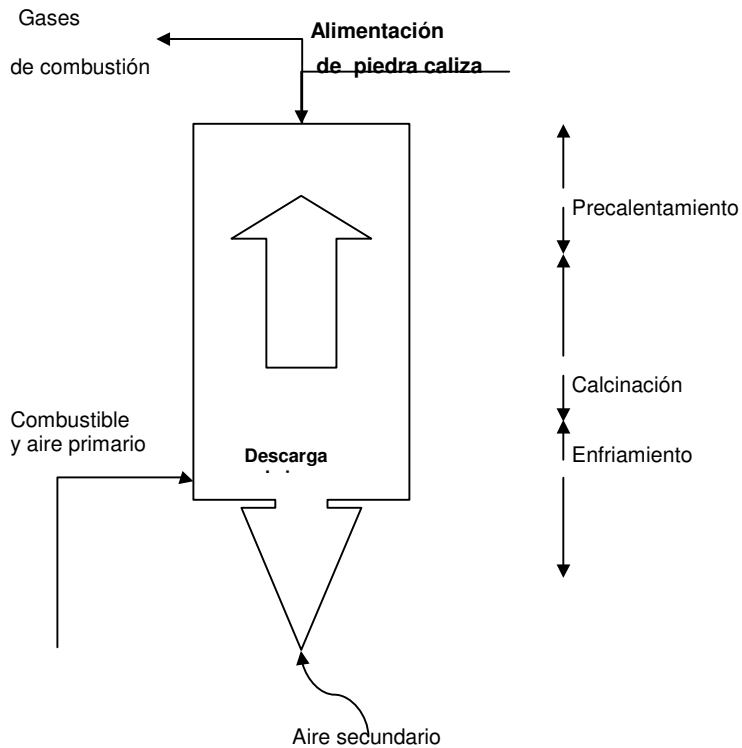 Gases
de combustión
Alimentación
de piedra caliza
Precalentamiento
Calcinación
Combustible
y aire primario
Descarga
Enfriamiento
Aire secundario